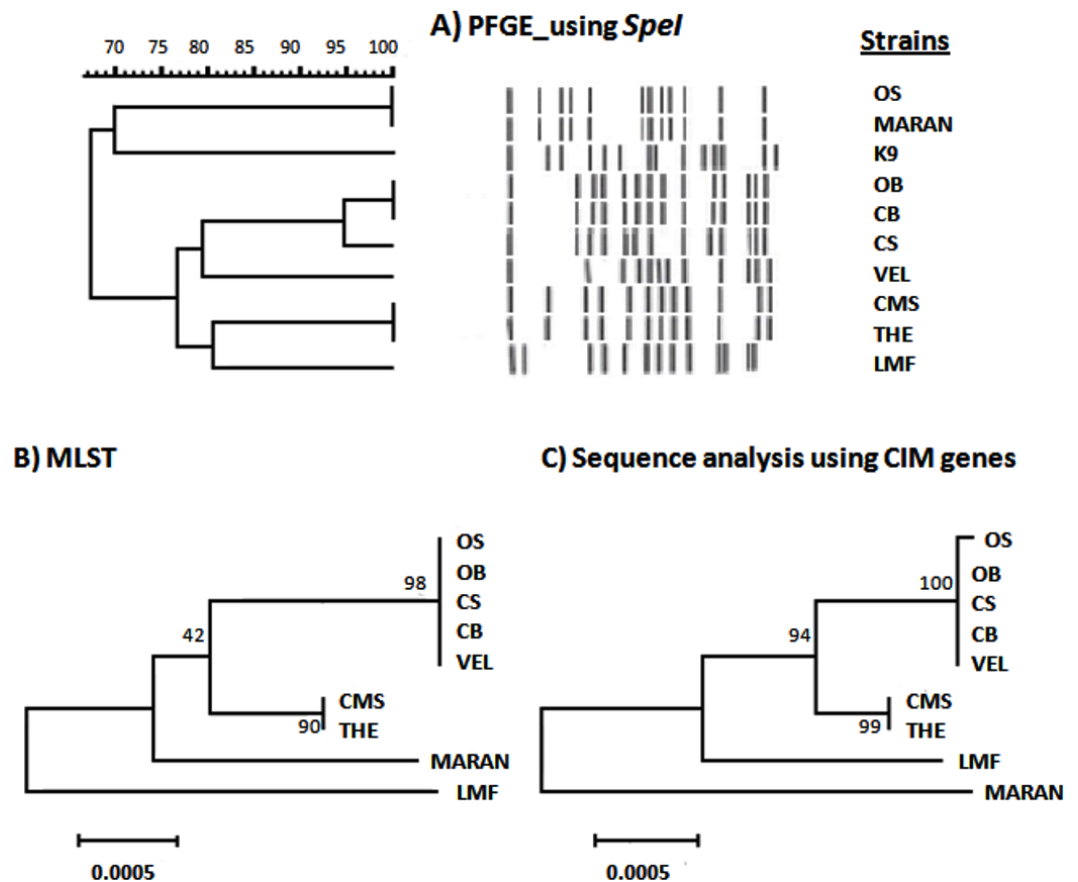 A) PFGE_using SpeI
Strains
70 75 80 85 90 95 100
OS
MARAN
K9
OB
CB
CS
VEL
CMS
THE
LMF
B) MLST
98
42
90
OS
OB
CS
CB
VEL
CMS
THE
MARAN
LMF
0.0005
C) Sequence analysis using CIM genes
100
94
99
OS
OB
CS
CB
VEL
CMS
THE
LMF
MARAN
0.0005